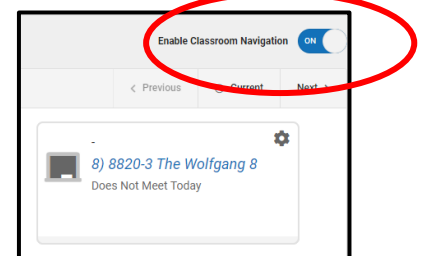 Enable Classroom Navigation ON
< Previous Current Next >
-
8) 8820-3 The Wolfgang 8
Does Not Meet Today